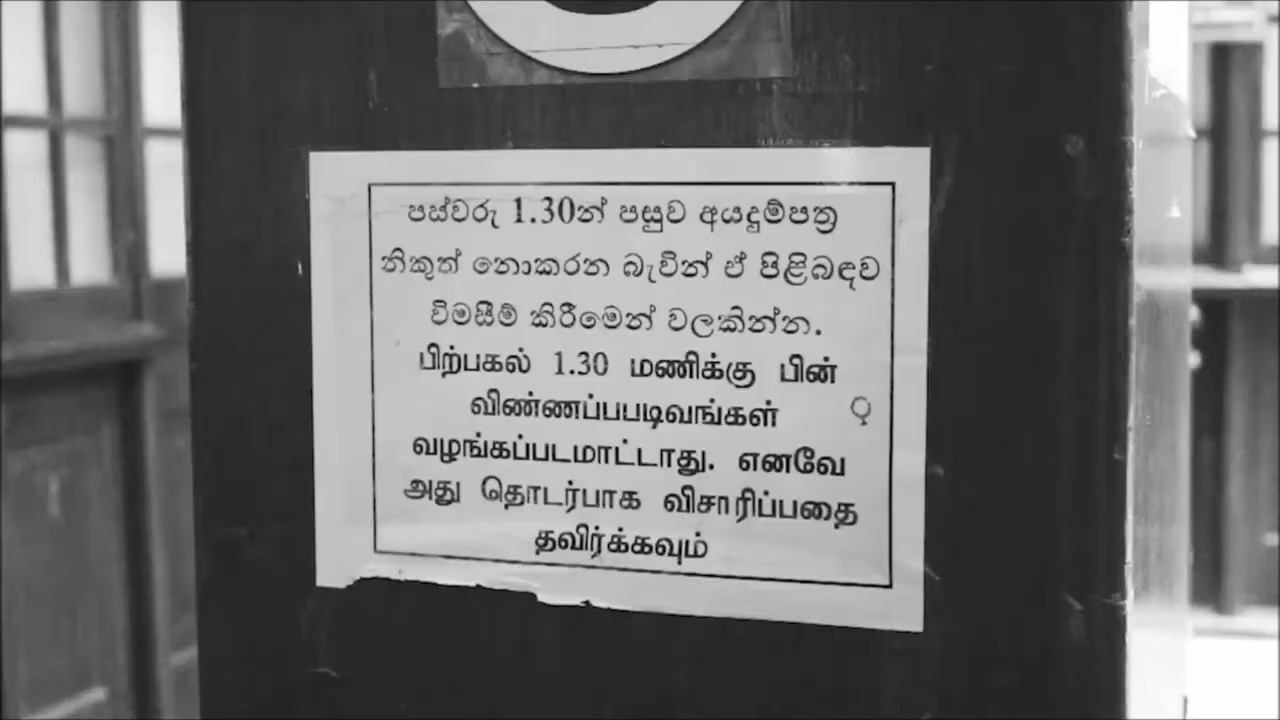 පස්වරු 1.30න් පසුව අයදුම්පත්‍ර
නිකුත් නොකරන බැවින් ඒ පිළිබඳව
විමසීම් කිරීමෙන් වලකින්න.
பிற்பகல் 1.30 மணிக்கு பின்
விண்ணப்பபடிவங்கள்
வழங்கப்படமாட்டாது. எனவே
அது தொடர்பாக விசாரிப்பதை
தவிர்க்கவும்